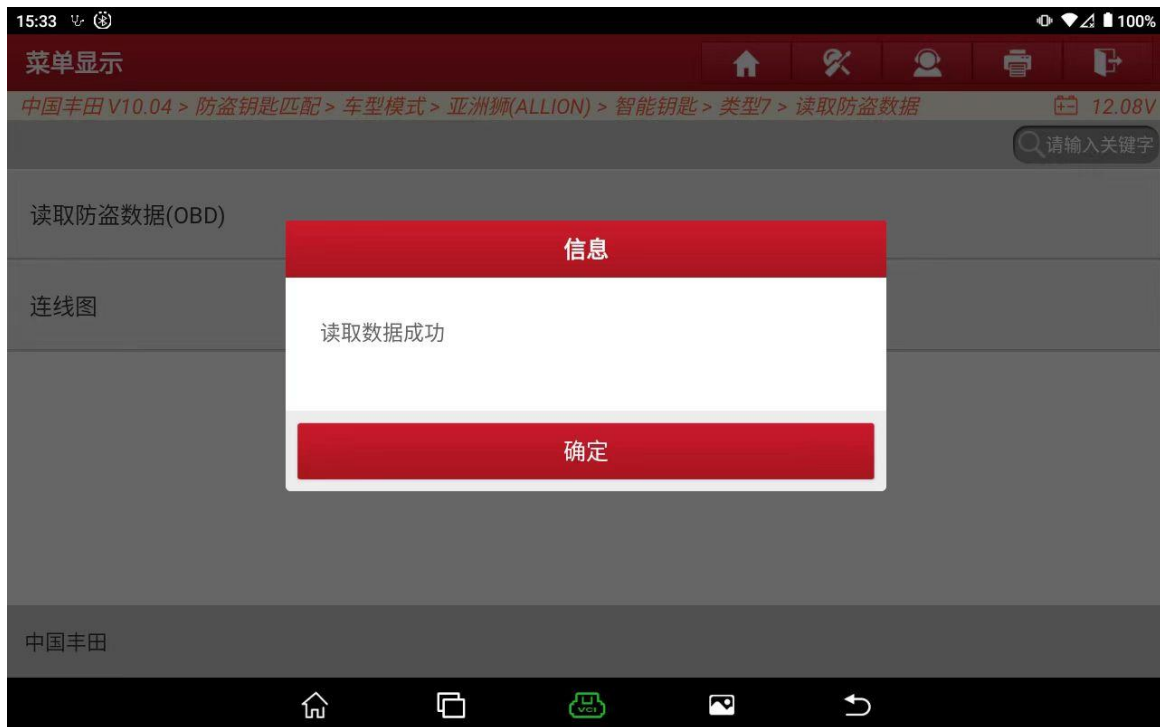 15:33
100%
菜单显示
中国丰田 V10.04 > 防盗钥匙匹配 > 车型模式 > 亚洲狮(ALLION) > 智能钥匙 > 类型7 > 读取防盗数据
12.08V
请输入关键字
读取防盗数据(OBD)
信息
连线图
读取数据成功
确定
中国丰田
VCI